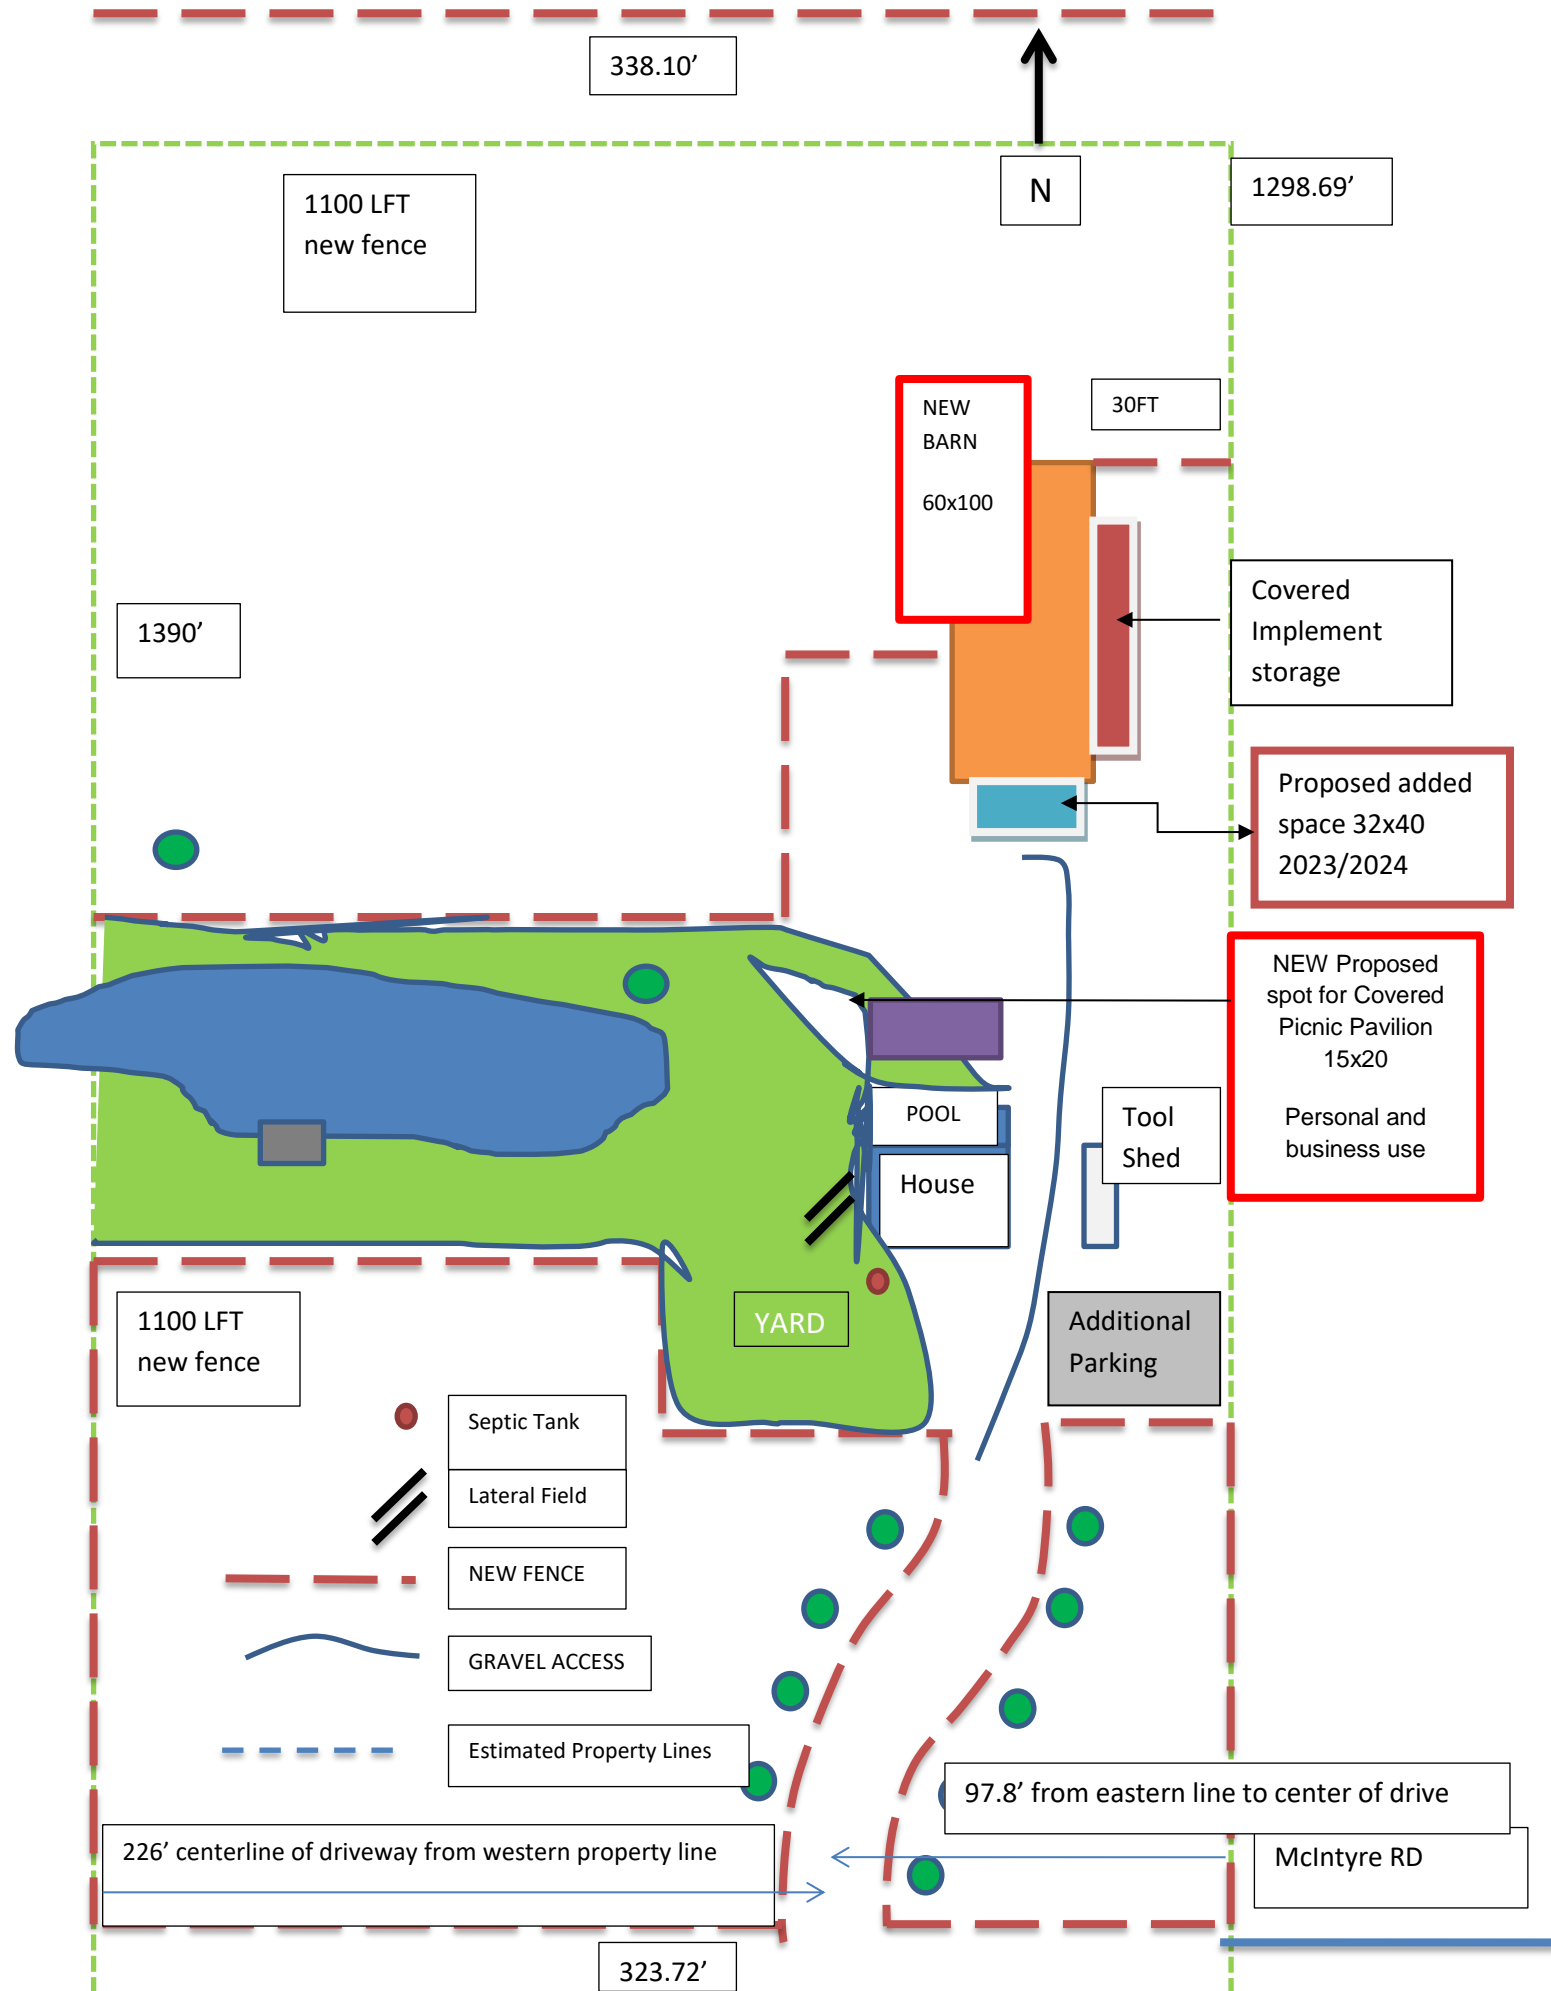 338.10’
N
1298.69’
1100 LFT
new fence
NEW
BARN
60x100
30FT
Covered
Implement
storage
1390’
Proposed added
space 32x40
2023/2024
NEW Proposed
spot for Covered
Picnic Pavilion
15x20
Personal and
business use
POOL
Tool
Shed
House
1100 LFT
new fence
YARD
Additional
Parking
Septic Tank
Lateral Field
NEW FENCE
GRAVEL ACCESS
Estimated Property Lines
97.8’ from eastern line to center of drive
226’ centerline of driveway from western property line
McIntyre RD
323.72’